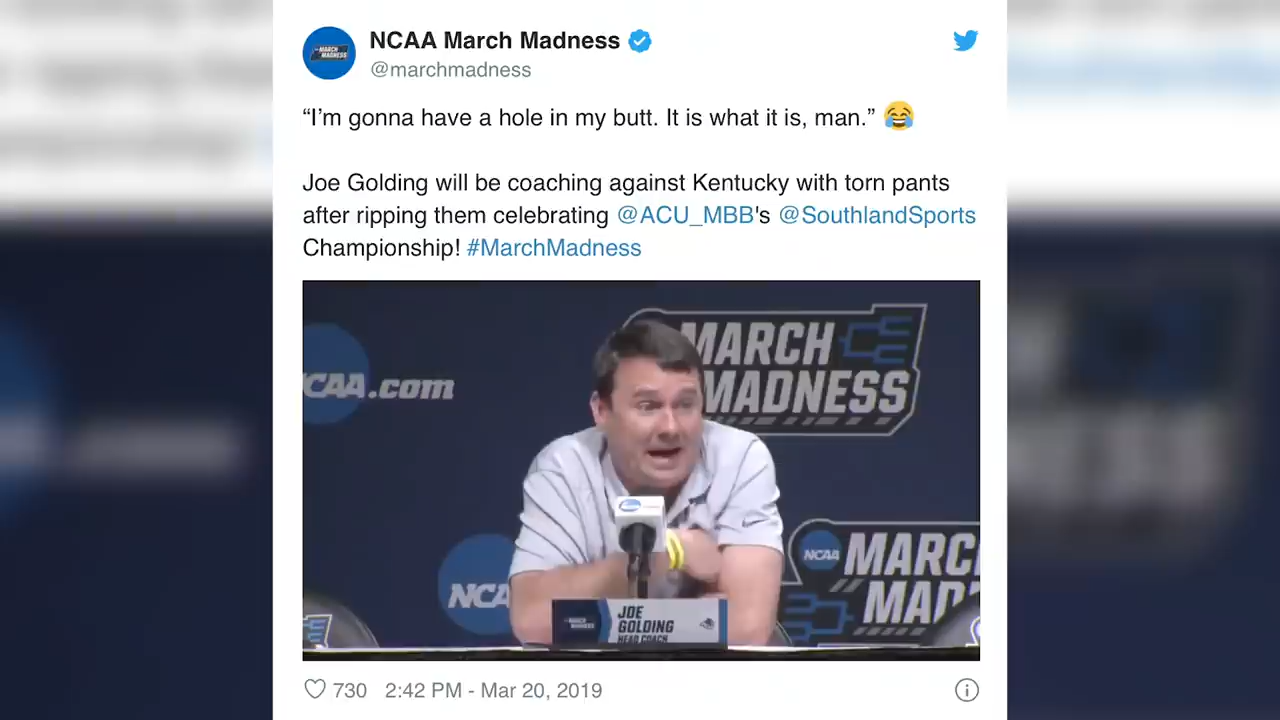 NCAA March Madness
@marchmadness
“I’m gonna have a hole in my butt. It is what it is, man.” 😂
Joe Golding will be coaching against Kentucky with torn pants
after ripping them celebrating @ACU_MBB's @SouthlandSports
Championship! #MarchMadness
MARCH
MADNESS
NCAA.com
NCAA
MARCH
MADNESS
JOE
GOLDING
HEAD COACH
730 2:42 PM - Mar 20, 2019